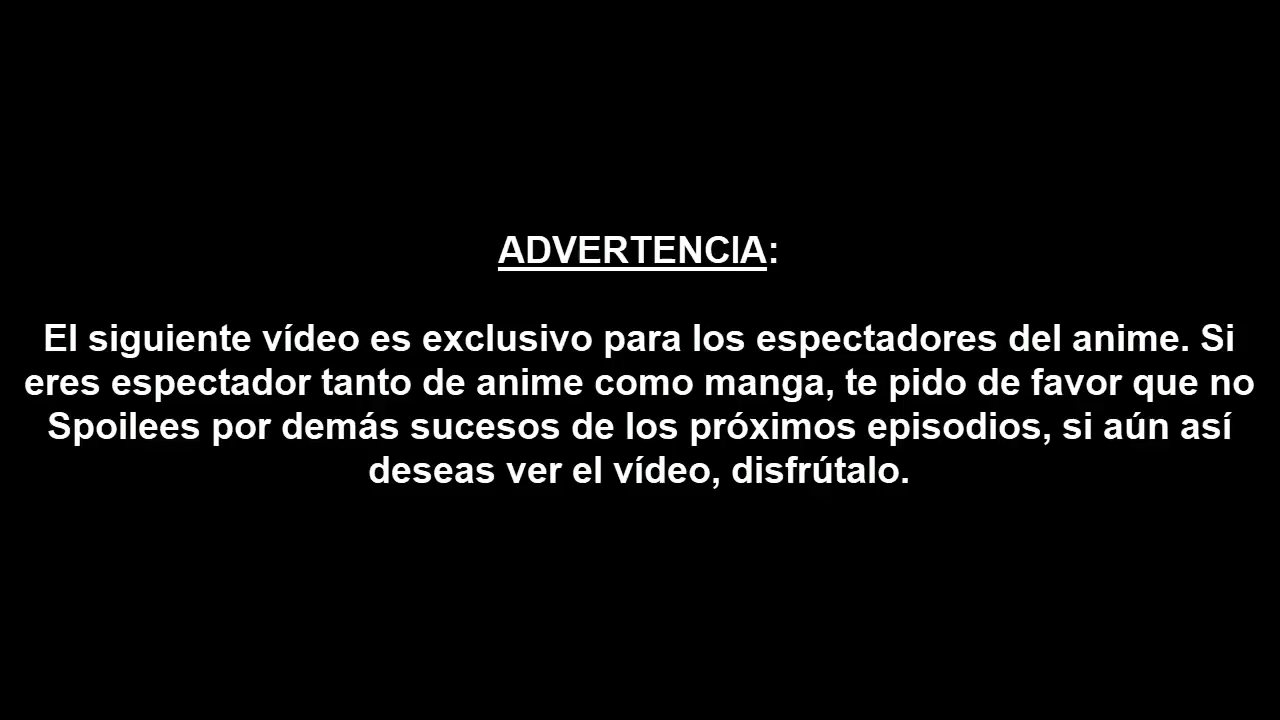 ADVERTENCIA:
El siguiente vídeo es exclusivo para los espectadores del anime. Si
eres espectador tanto de anime como manga, te pido de favor que no
Spoilees por demás sucesos de los próximos episodios, si aún así
deseas ver el vídeo, disfrútalo.